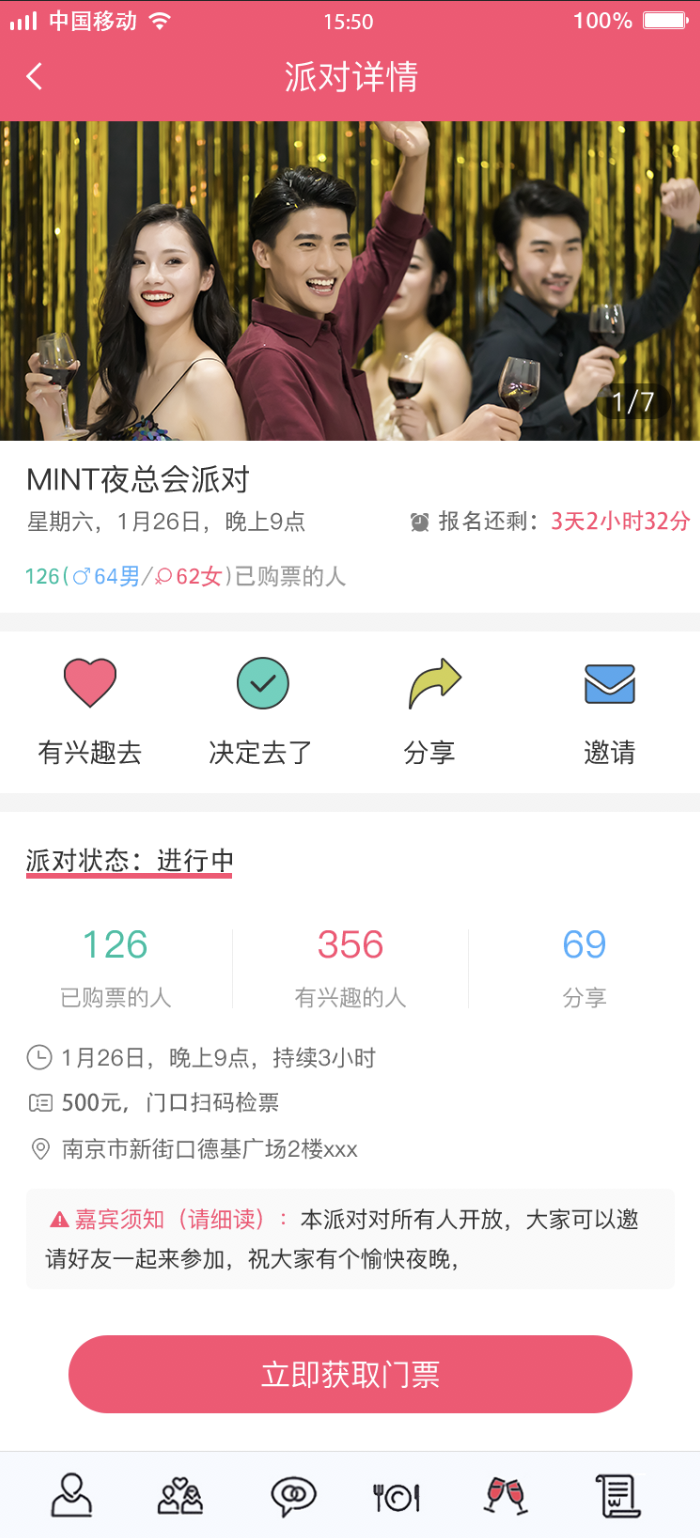 中国移动 15:50 100%
派对详情
1/7
MINT夜总会派对
星期六，1月26日，晚上9点 报名还剩：3天2小时32分
126(♂64男/♀62女)已购票的人
有兴趣去 决定去了 分享 邀请
派对状态：进行中
126 356 69
已购票的人 有兴趣的人 分享
1月26日，晚上9点，持续3小时
500元，门口扫码检票
南京市新街口德基广场2楼xxx
嘉宾须知（请细读）：本派对对所有人开放，大家可以邀
请好友一起来参加，祝大家有个愉快夜晚，
立即获取门票